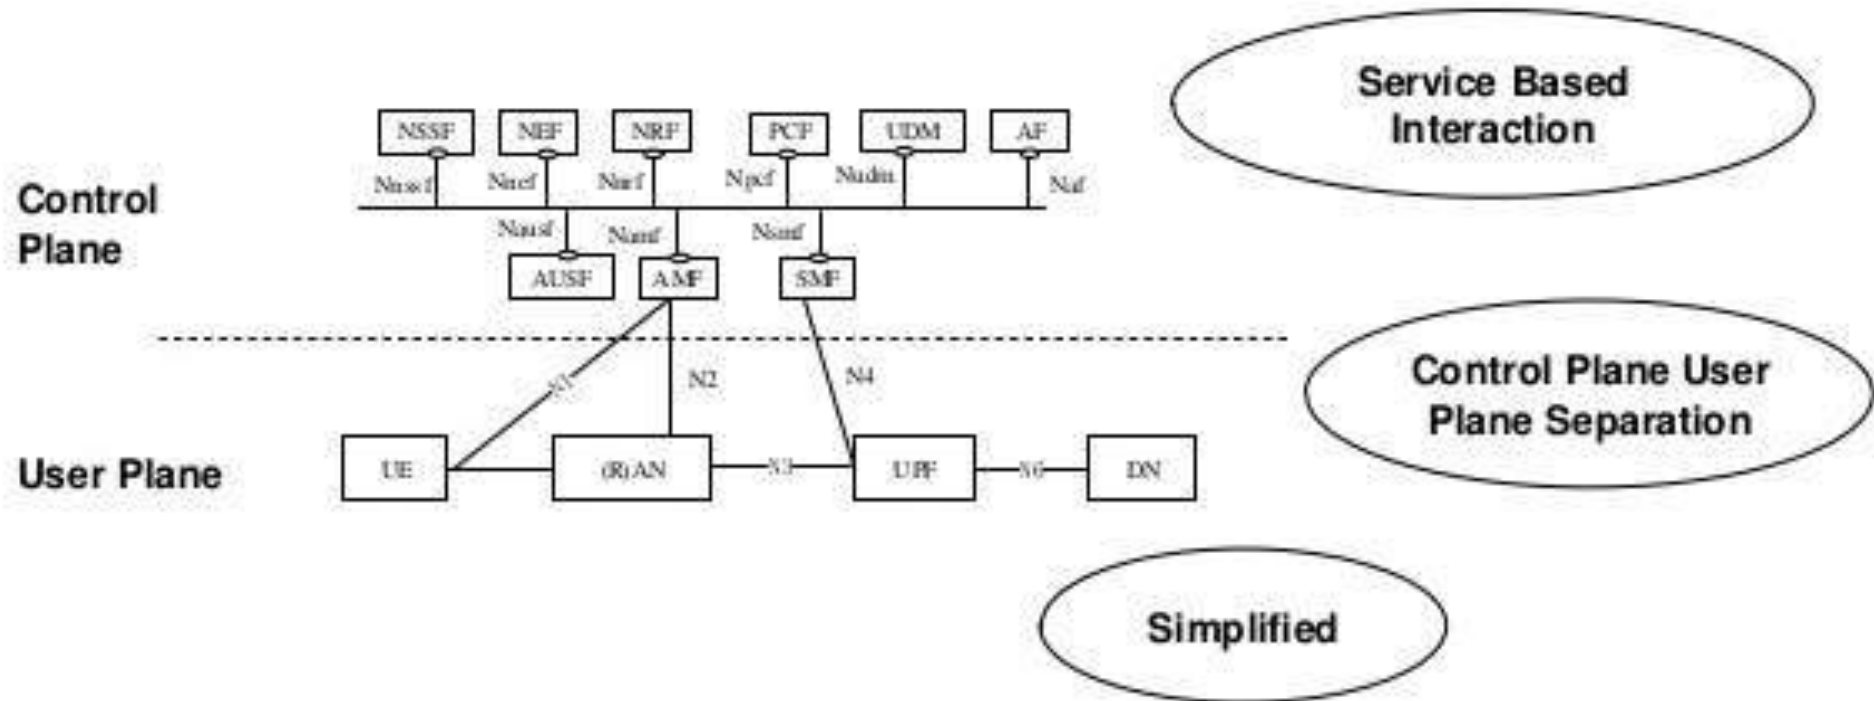 Service Based
Interaction
NSSF NEF NRF PCF UDM AF
Nnssf Nnef Nnrf Npcf Nudm Naf
Control
Plane
Nausf Namf Nsmf
AUSF AMF SMF
Control Plane User
Plane Separation
N1 N2 N4
User Plane
UE (R)AN N3 UPF N6 DN
Simplified